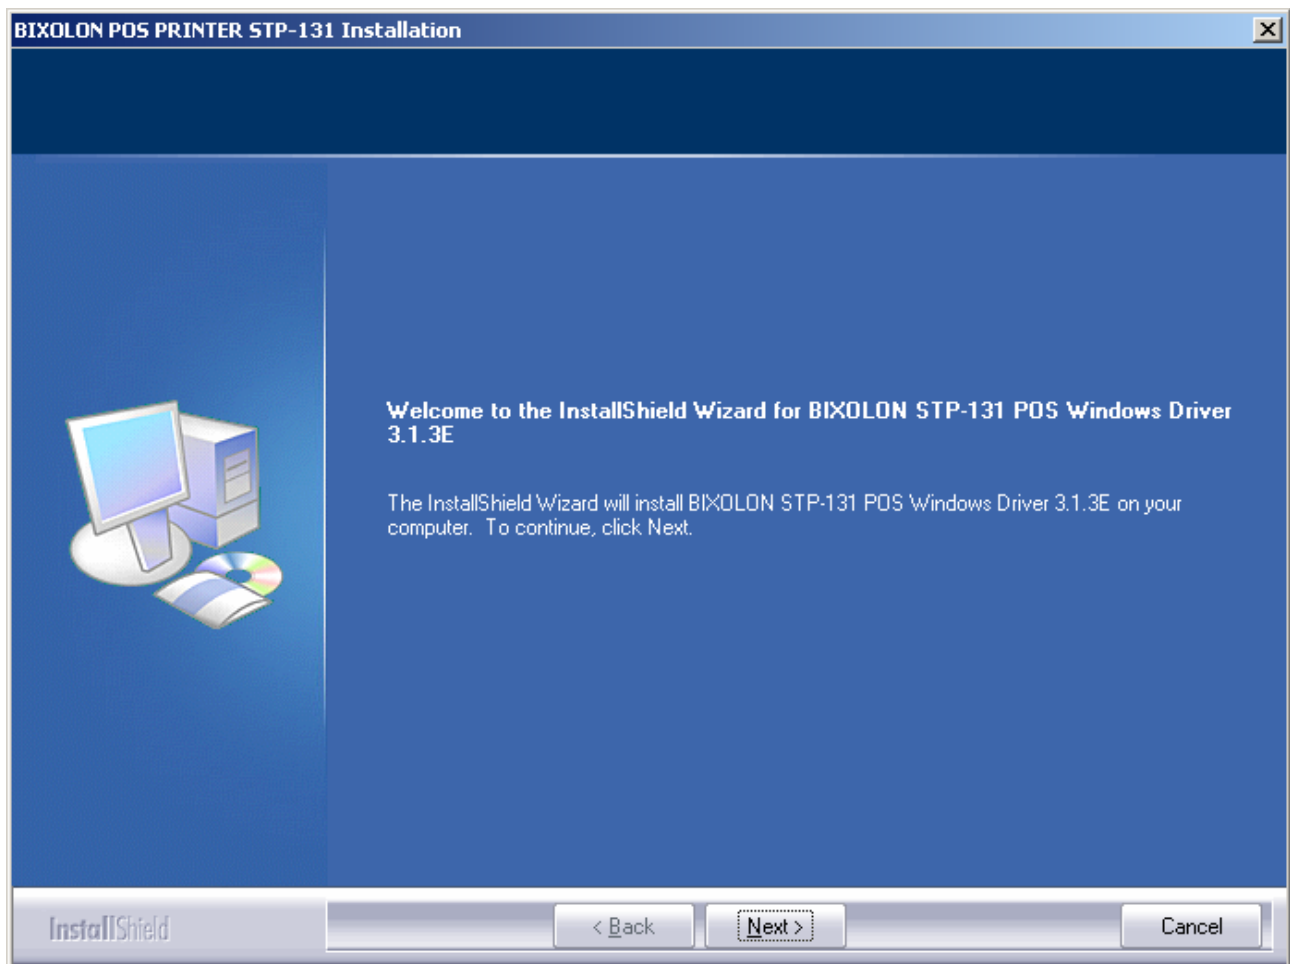 BIXOLON POS PRINTER STP-131 Installation
Welcome to the InstallShield Wizard for BIXOLON STP-131 POS Windows Driver
3.1.3E
The InstallShield Wizard will install BIXOLON STP-131 POS Windows Driver 3.1.3E on your
computer.  To continue, click Next.
InstallShield
< Back
Next >
Cancel